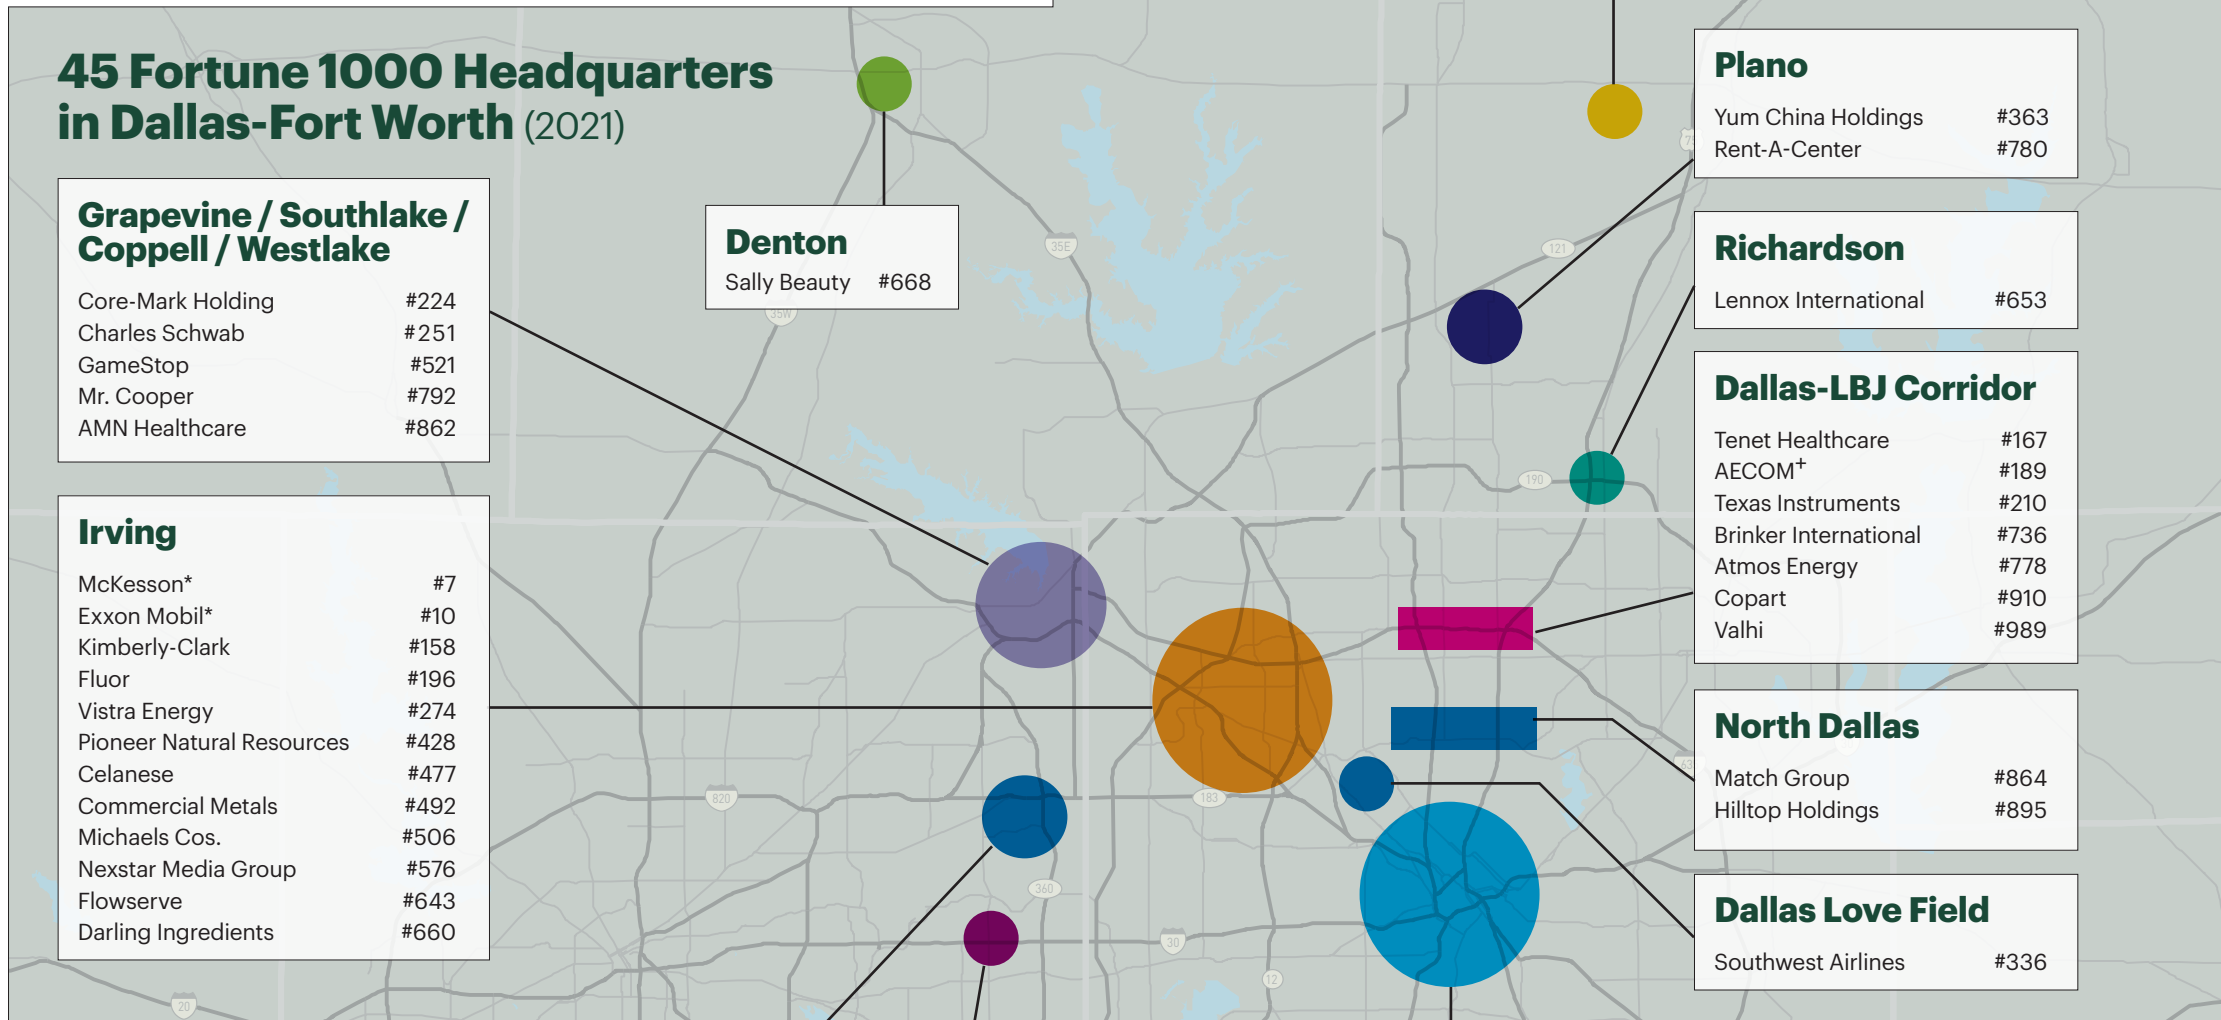 45 Fortune 1000 Headquarters
in Dallas-Fort Worth (2021)
Grapevine / Southlake /
Coppell / Westlake
Core-Mark Holding #224
Charles Schwab #251
GameStop #521
Mr. Cooper #792
AMN Healthcare #862
Irving
McKesson* #7
Exxon Mobil* #10
Kimberly-Clark #158
Fluor #196
Vistra Energy #274
Pioneer Natural Resources #428
Celanese #477
Commercial Metals #492
Michaels Cos. #506
Nexstar Media Group #576
Flowserve #643
Darling Ingredients #660
Denton
Sally Beauty #668
Plano
Yum China Holdings #363
Rent-A-Center #780
Richardson
Lennox International #653
Dallas-LBJ Corridor
Tenet Healthcare #167
AECOM+ #189
Texas Instruments #210
Brinker International #736
Atmos Energy #778
Copart #910
Valhi #989
North Dallas
Match Group #864
Hilltop Holdings #895
Dallas Love Field
Southwest Airlines #336
35E
35W
121
190
820
183
360
30
12
20